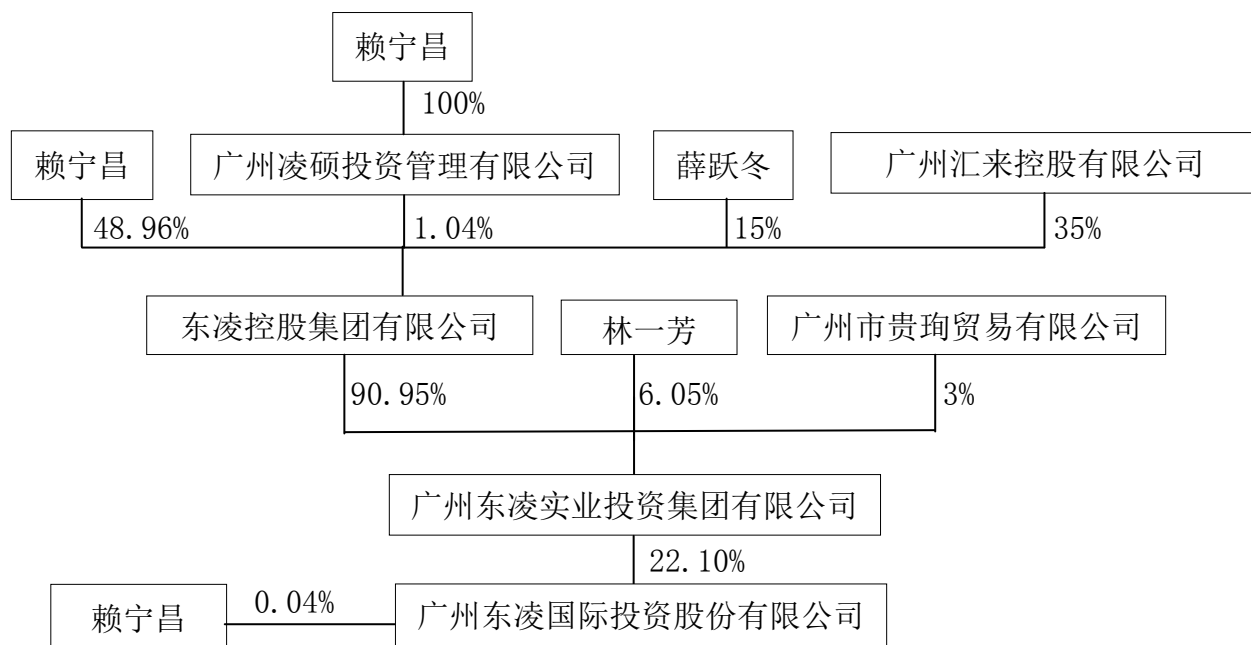 赖宁昌
100%
赖宁昌
广州凌硕投资管理有限公司
薛跃冬
广州汇来控股有限公司
48.96%
1.04%
15%
35%
东凌控股集团有限公司
林一芳
广州市贵珣贸易有限公司
90.95%
6.05%
3%
广州东凌实业投资集团有限公司
22.10%
赖宁昌
0.04%
广州东凌国际投资股份有限公司